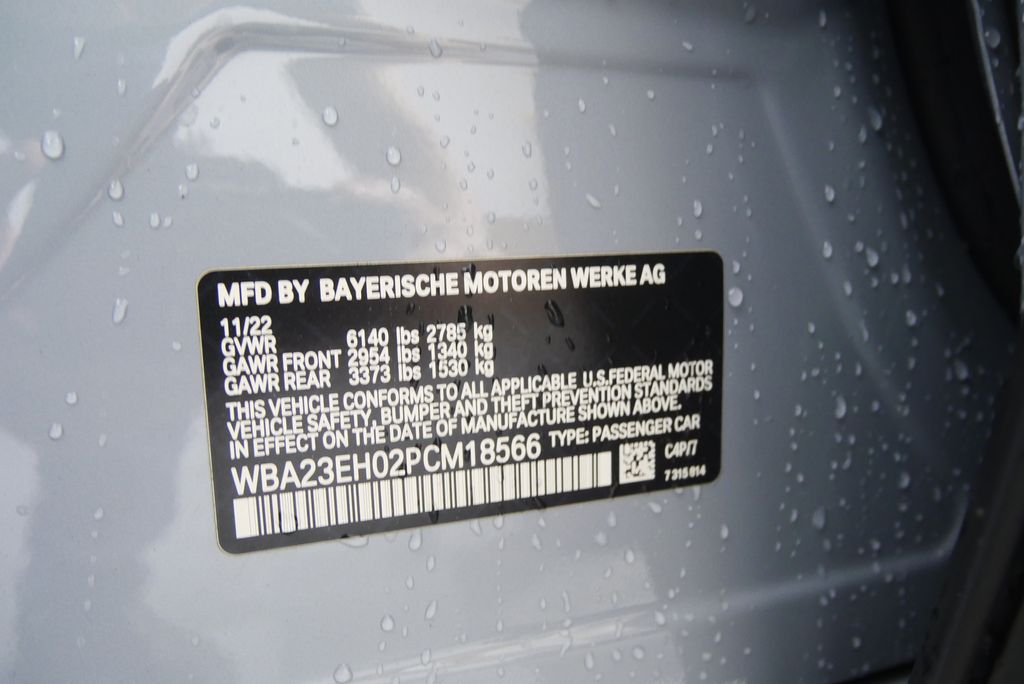 MFD BY BAYERISCHE MOTOREN WERKE AG
11/22
GVWR 6140 lbs 2785 kg
GAWR FRONT 2954 lbs 1340 kg
GAWR REAR 3373 lbs 1530 kg
THIS VEHICLE CONFORMS TO ALL APPLICABLE U.S.FEDERAL MOTOR
VEHICLE SAFETY, BUMPER AND THEFT PREVENTION STANDARDS
IN EFFECT ON THE DATE OF MANUFACTURE SHOWN ABOVE.
WBA23EH02PCM18566 TYPE: PASSENGER CAR
C4P/7
7 315 614